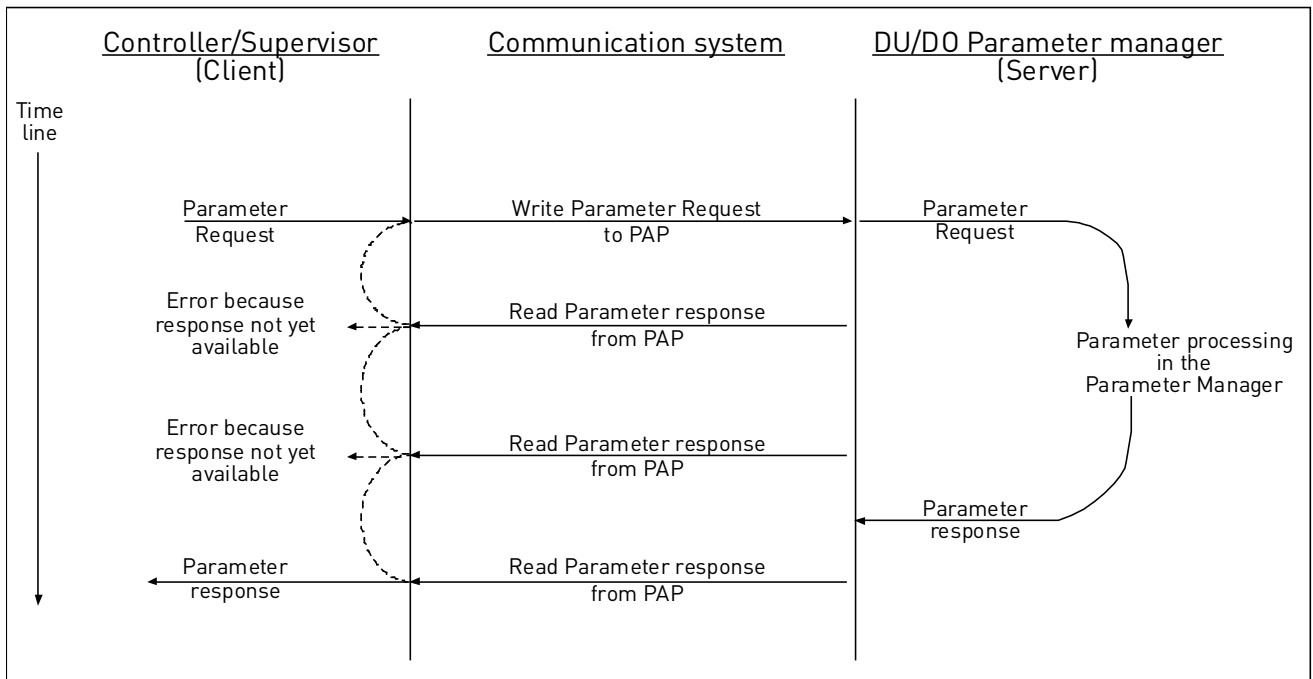 Controller/Supervisor
(Client)
Communication system
DU/DO Parameter manager
(Server)
Time
line
Parameter
Request
Write Parameter Request
to PAP
Parameter
Request
Error because
response not yet
available
Read Parameter response
from PAP
Parameter processing
in the
Parameter Manager
Error because
response not yet
available
Read Parameter response
from PAP
Parameter
response
Parameter
response
Read Parameter response
from PAP